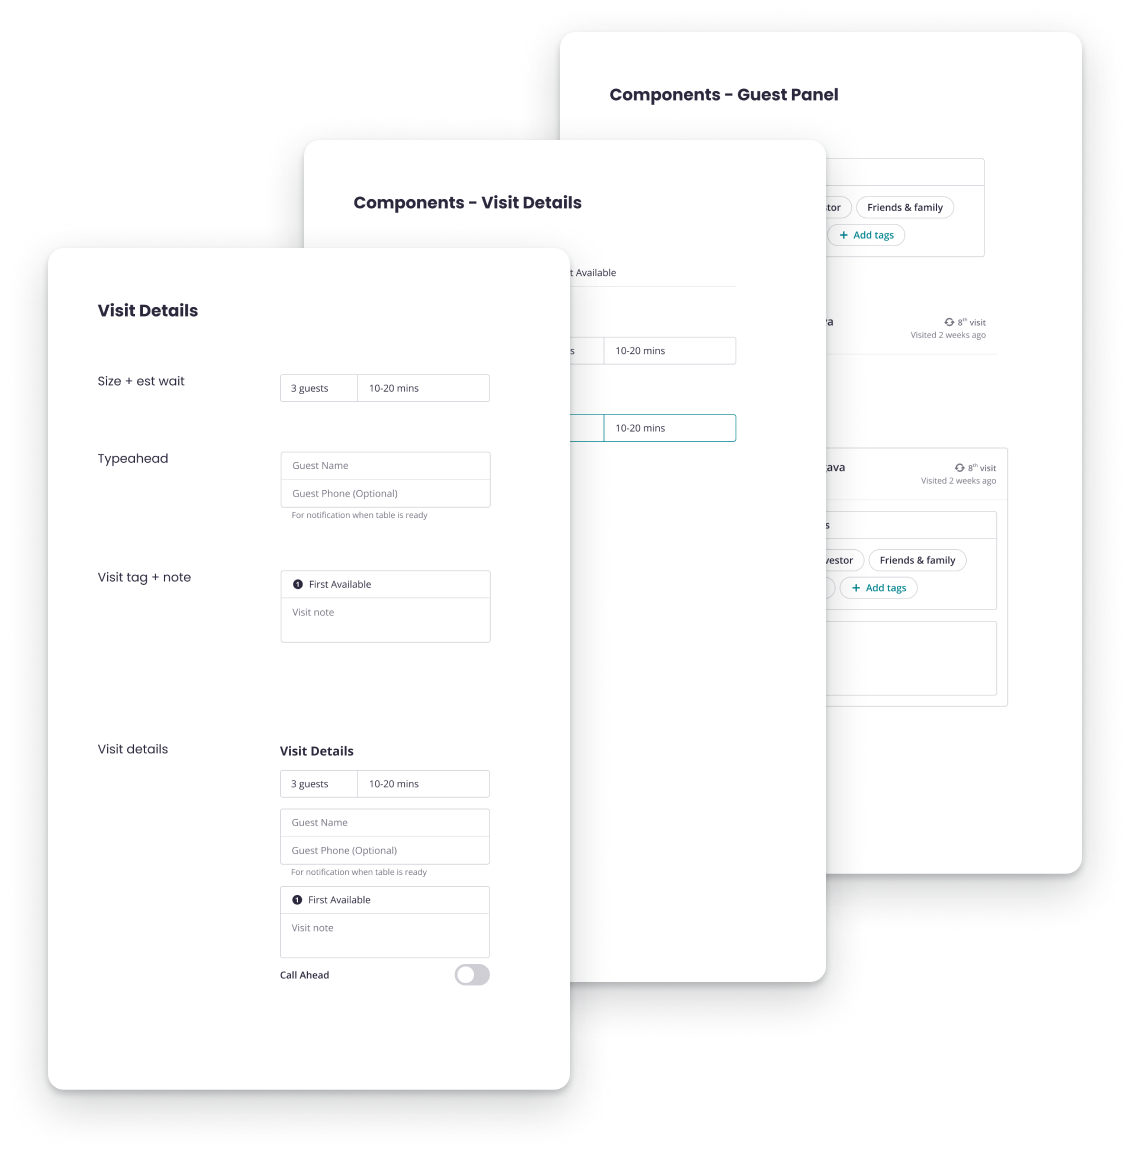 Components - Guest Panel
Friends & family
+ Add tags
8th visit
Visited 2 weeks ago
8th visit
Visited 2 weeks ago
Friends & family
+ Add tags
Components - Visit Details
Available
10-20 mins
10-20 mins
Visit Details
Size + est wait
3 guests 10-20 mins
Typeahead
Guest Name
Guest Phone (Optional)
For notification when table is ready
Visit tag + note
1 First Available
Visit note
Visit details
Visit Details
3 guests 10-20 mins
Guest Name
Guest Phone (Optional)
For notification when table is ready
1 First Available
Visit note
Call Ahead